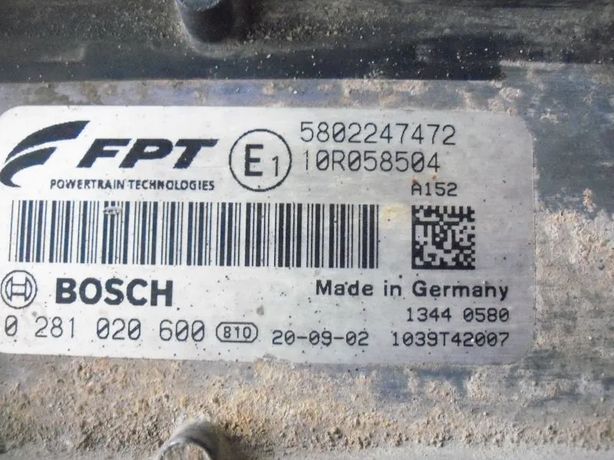 FPT
POWERTRAIN TECHNOLOGIES
E1
5802247472
10R058504
A152
BOSCH
Made in Germany
1344 0580
0 281 020 600 810 20-09-02 1039T42007